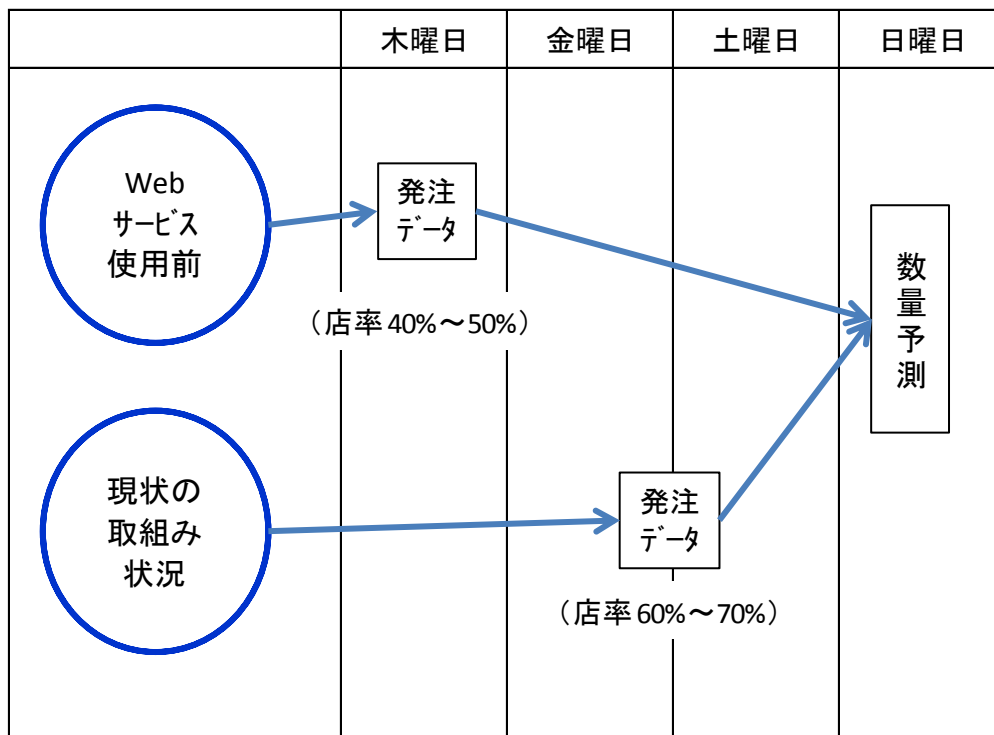 木曜日 金曜日 土曜日 日曜日
Web
ｻｰﾋﾞｽ
使用前
発注
ﾃﾞｰﾀ
（店率40%～50%）
数
量
予
測
現状の
取組み
状況
発注
ﾃﾞｰﾀ
（店率60%～70%）